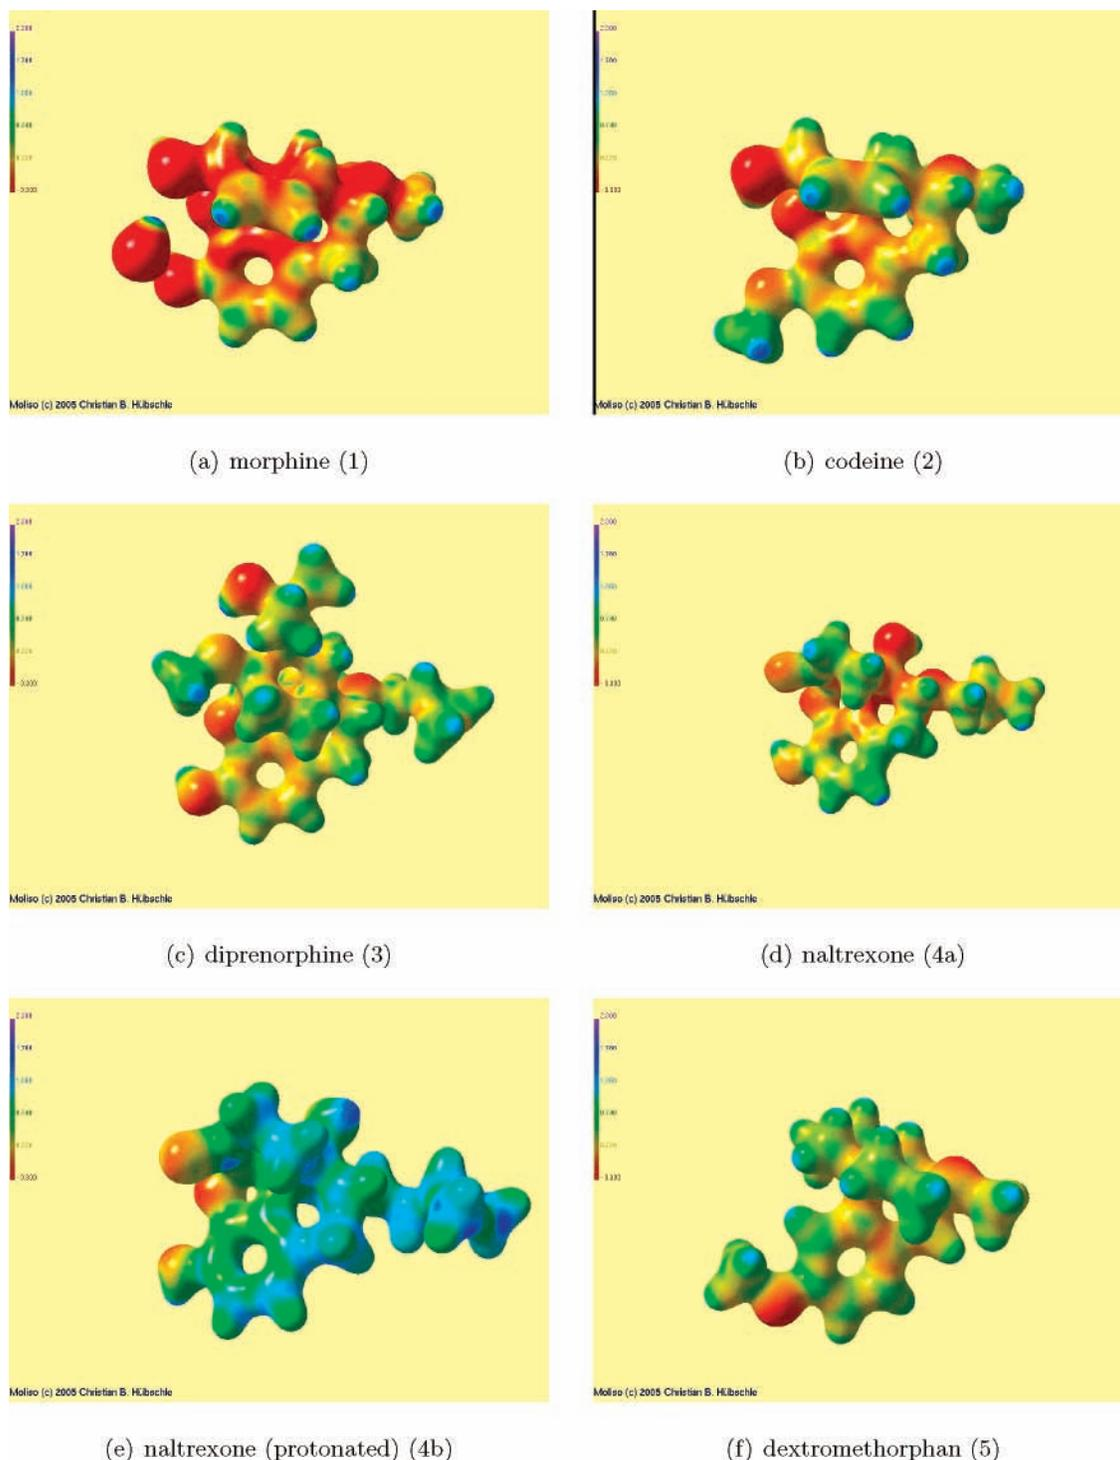 Moliso (c) 2005 Christian B. Hübschle
Moliso (c) 2005 Christian B. Hübschle
(a) morphine (1)
(b) codeine (2)
Moliso (c) 2005 Christian B. Hübschle
Moliso (c) 2005 Christian B. Hübschle
(c) diprenorphine (3)
(d) naltrexone (4a)
Moliso (c) 2005 Christian B. Hübschle
Moliso (c) 2005 Christian B. Hübschle
(e) naltrexone (protonated) (4b)
(f) dextromethorphan (5)